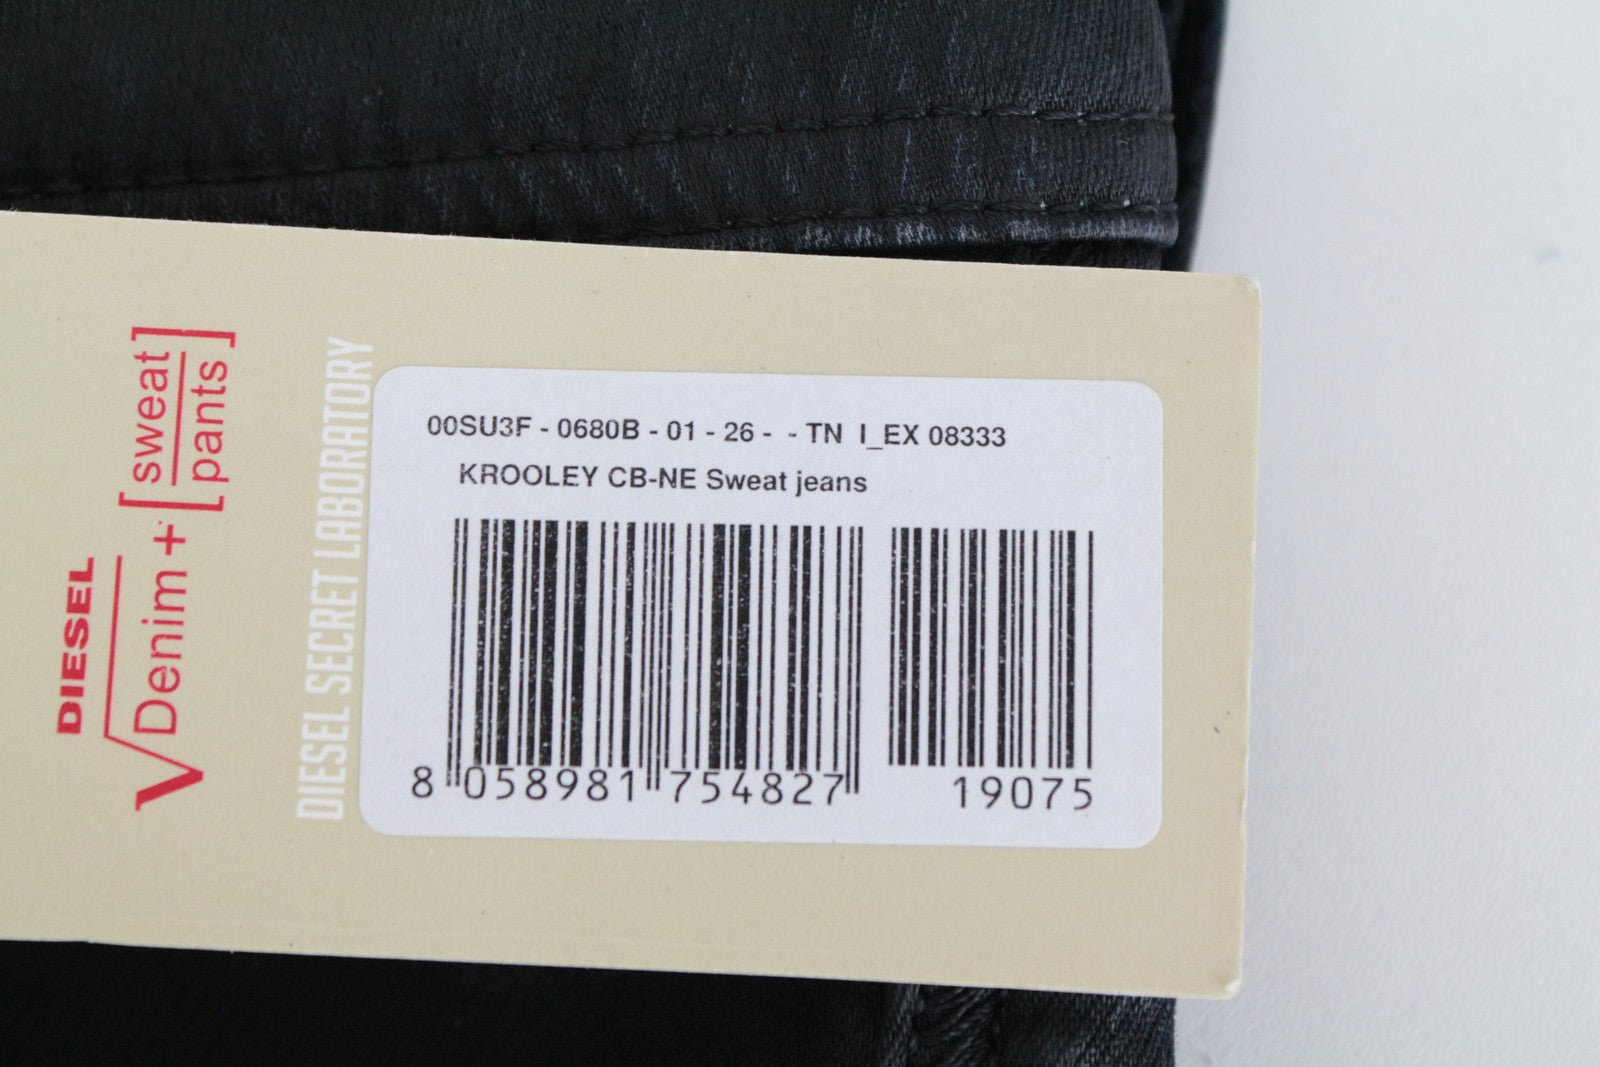 DIESEL
Denim + [sweat
pants]
DIESEL SECRET LABORATORY
00SU3F - 0680B - 01 - 26 - - TN I_EX 08333
KROOLEY CB-NE Sweat jeans
8 058981 754827 19075